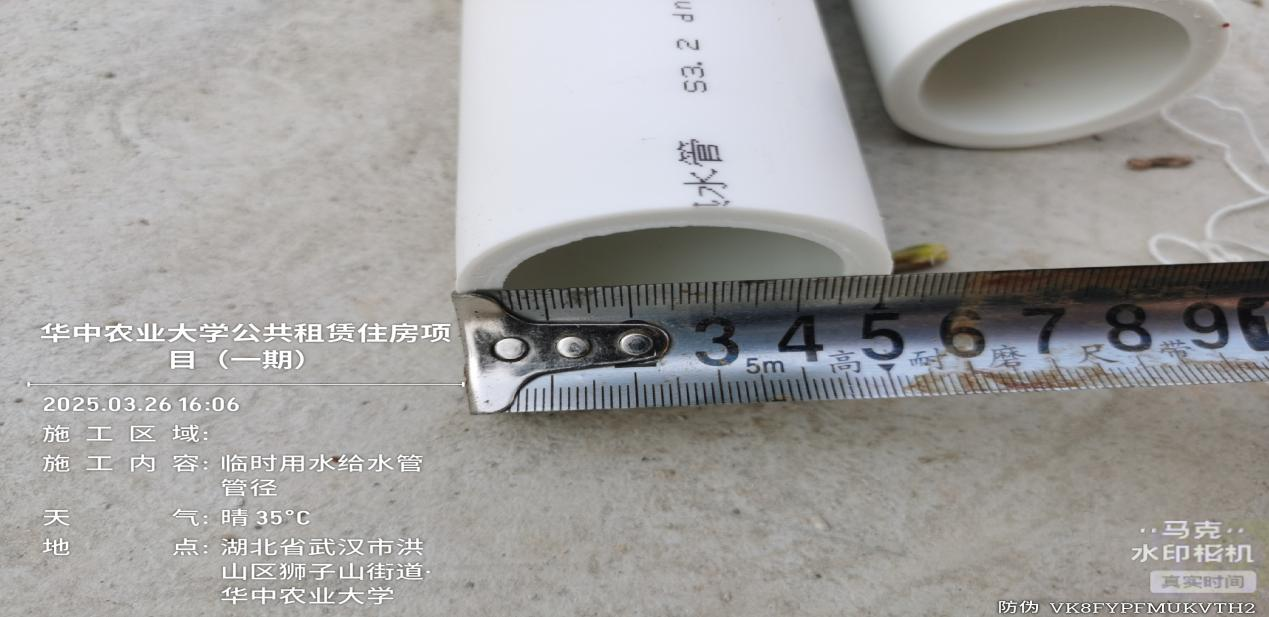 S3.2 dn
水管
3 4 5 6 7 8 9
5m 高 耐 磨 尺 带
华中农业大学公共租赁住房项
目（一期）
2025.03.26 16:06
施 工 区 域:
施 工 内 容: 临时用水给水管
管径
天 气: 晴 35°C
地 点: 湖北省武汉市洪
山区狮子山街道·
华中农业大学
马克
水印相机
真实时间
防伪 VK8FYPFMUKVTH2